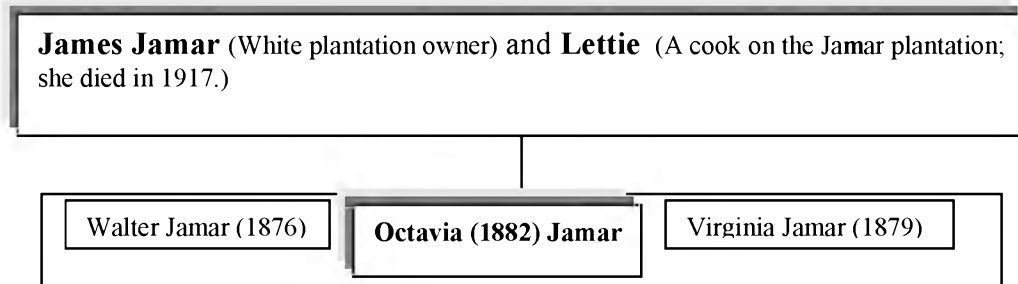 James Jamar (White plantation owner) and Lettie (A cook on the Jamar plantation;
she died in 1917.)
Walter Jamar (1876)
Octavia (1882) Jamar
Virginia Jamar (1879)